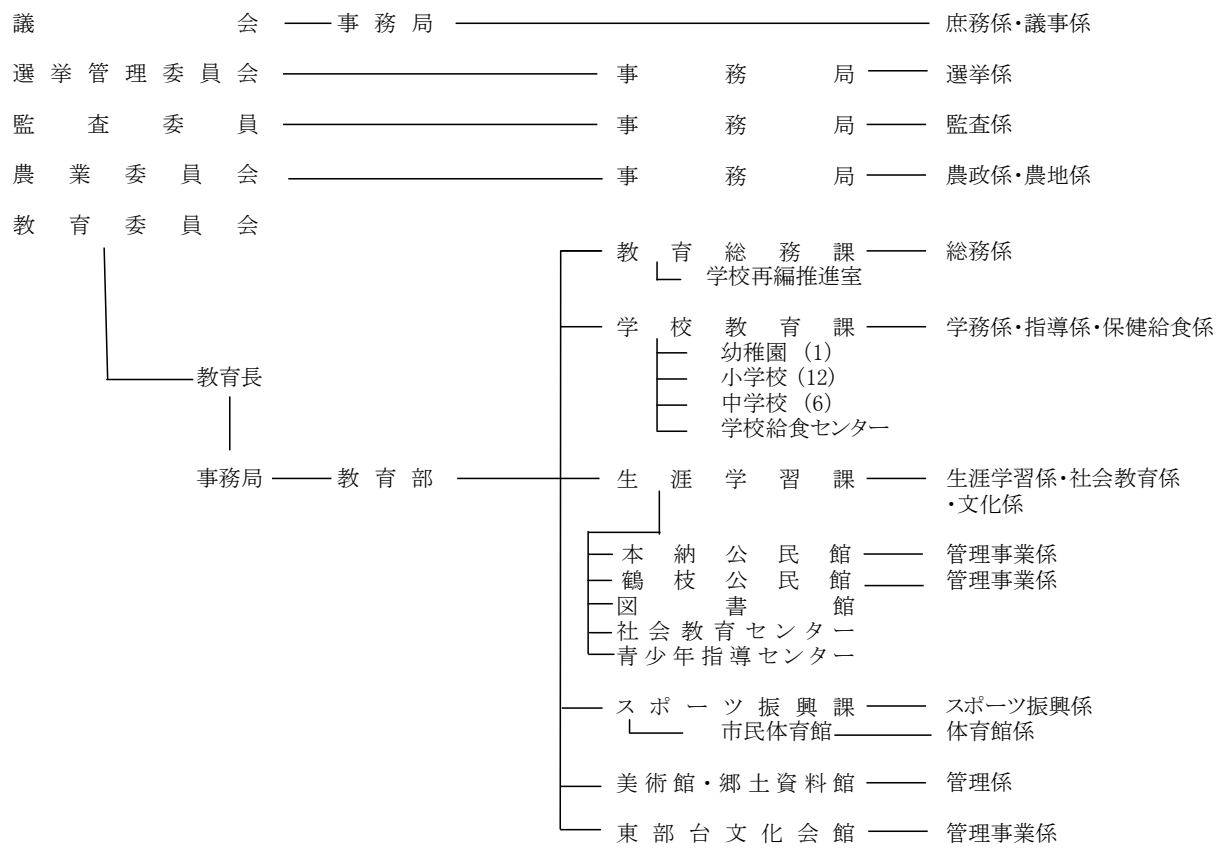 議会 事務局 庶務係・議事係
選挙管理委員会 事務局 選挙係
監査委員 事務局 監査係
農業委員会 事務局 農政係・農地係
教育委員会
教育総務課 総務係
学校再編推進室
学校教育課 学務係・指導係・保健給食係
幼稚園 (1)
小学校 (12)
教育長
中学校 (6)
学校給食センター
事務局 教育部 生涯学習課 生涯学習係・社会教育係
・文化係
本納公民館 管理事業係
鶴枝公民館 管理事業係
図書館
社会教育センター
青少年指導センター
スポーツ振興課 スポーツ振興係
市民体育館 体育館係
美術館・郷土資料館 管理係
東部台文化会館 管理事業係